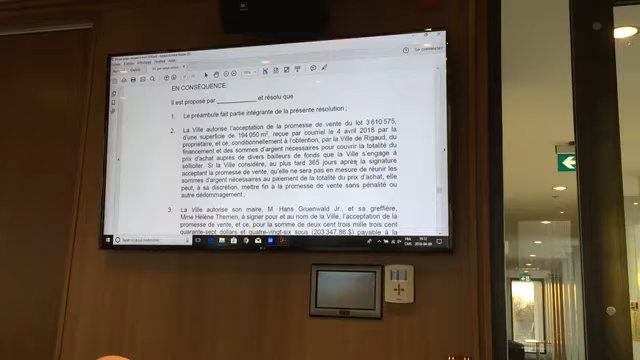 Se connecter
EN CONSÉQUENCE,
Il est proposé par ____________ et résolu que
1. Le préambule fait partie intégrante de la présente résolution ;
2. La Ville autorise l'acceptation de la promesse de vente du lot 3 610 575,
d'une superficie de 194 050 m², reçue par courriel le 4 avril 2018 par la
propriétaire, et ce, conditionnellement à l'obtention, par la Ville de Rigaud, du
financement et des sommes d'argent nécessaires pour couvrir la totalité du
prix d'achat auprès de divers bailleurs de fonds que la Ville s'engage à
solliciter. Si la Ville considère, au plus tard 365 jours après la signature
acceptant la promesse de vente, qu'elle ne sera pas en mesure de réunir les
sommes d'argent nécessaires au paiement de la totalité du prix d'achat, elle
peut, à sa discrétion, mettre fin à la promesse de vente sans pénalité ou
autre dédommagement ;
3. La Ville autorise son maire, M. Hans Gruenwald Jr., et sa greffière,
Mme Hélène Therrien, à signer pour et au nom de la Ville, l'acceptation de la
promesse de vente, et ce, pour la somme de deux cent trois mille trois cent
quarante-sept dollars et quatre-vingt-six sous (203 347,86 $) payable à la